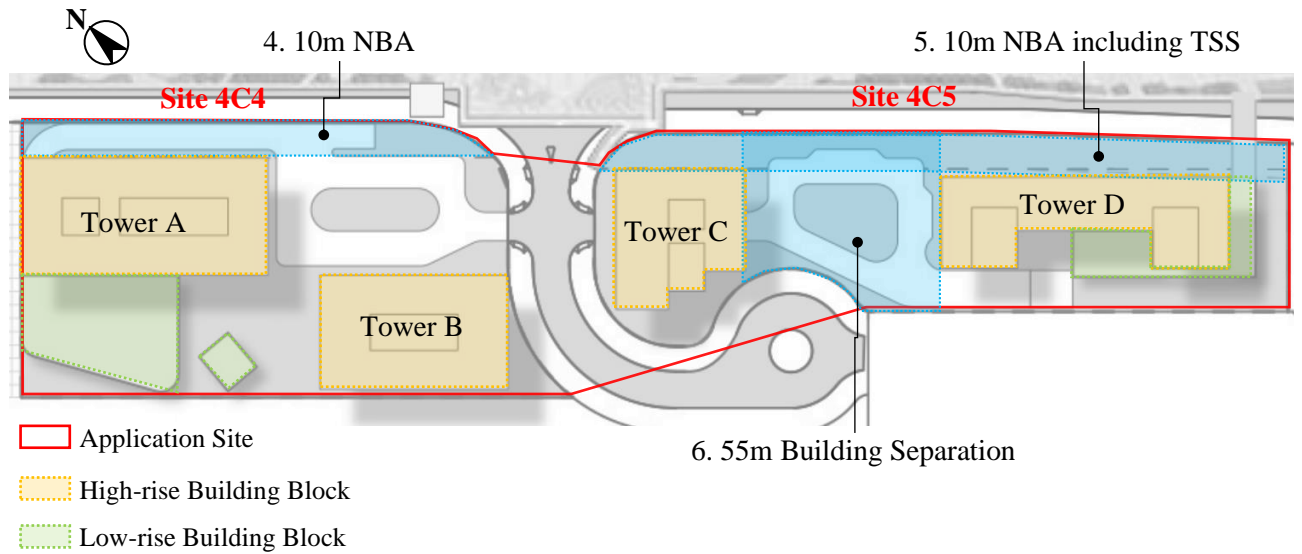 N
4. 10m NBA
5. 10m NBA including TSS
Site 4C4
Site 4C5
Tower A
Tower B
Tower C
Tower D
6. 55m Building Separation
Application Site
High-rise Building Block
Low-rise Building Block